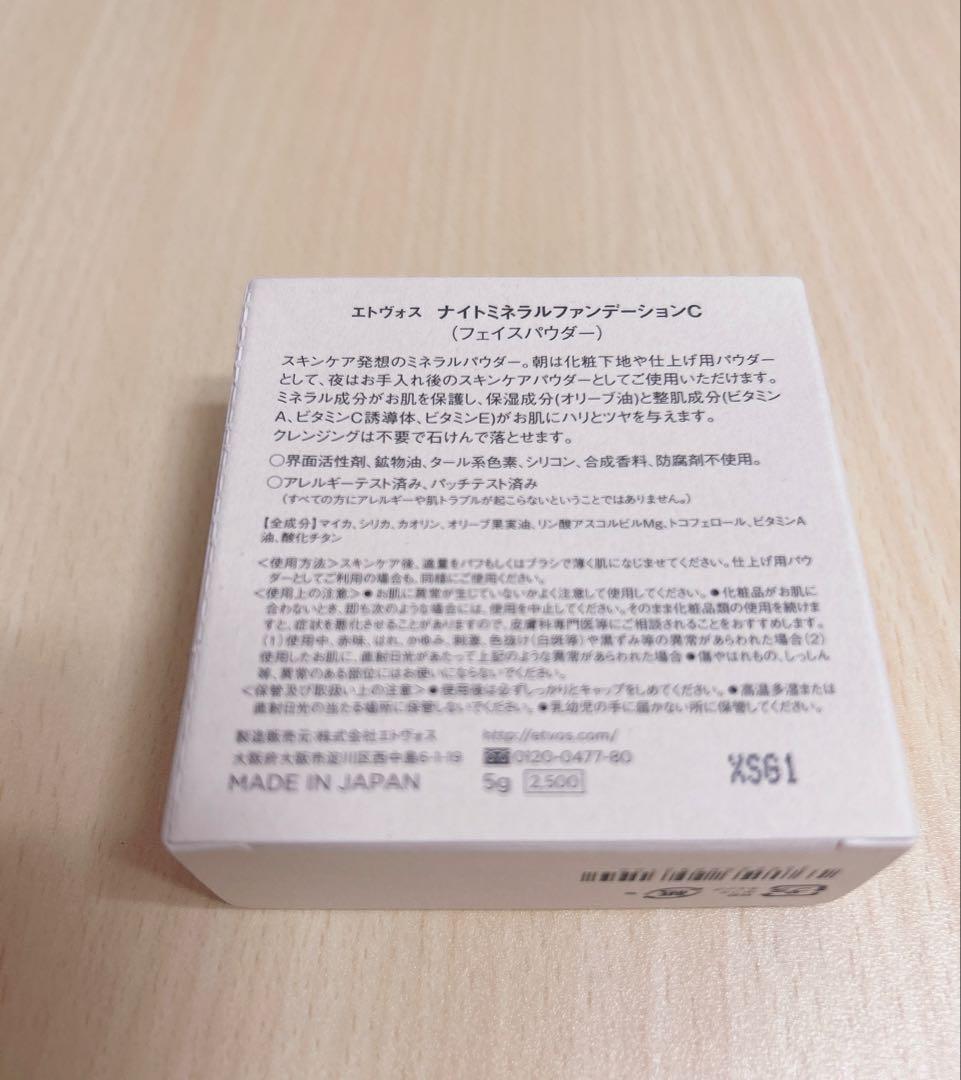 エトヴォス ナイトミネラルファンデーションC
(フェイスパウダー)
スキンケア発想のミネラルパウダー。朝は化粧下地や仕上げ用パウダー
として、夜はお手入れ後のスキンケアパウダーとしてご使用いただけます。
ミネラル成分がお肌を保護し、保湿成分(オリーブ油)と整肌成分(ビタミン
A、ビタミンC誘導体、ビタミンE)がお肌にハリとツヤを与えます。
クレンジングは不要で石けんで落とせます。
○界面活性剤、鉱物油、タール系色素、シリコン、合成香料、防腐剤不使用。
○アレルギーテスト済み、パッチテスト済み
(すべての方にアレルギーや肌トラブルが起こらないということではありません。)
【全成分】マイカ、シリカ、カオリン、オリーブ果実油、リン酸アスコルビルMg、トコフェロール、ビタミンA
油、酸化チタン
<使用方法>スキンケア後、適量をパフもしくはブラシで薄く肌になじませてください。仕上げ用パウ
ダーとしてご利用の場合も、同様にご使用ください。
<使用上の注意>●お肌に異常が生じていないかよく注意して使用してください。●化粧品がお肌に
合わないとき、即ち次のような場合には、使用を中止してください。そのまま化粧品類の使用を続けま
すと、症状を悪化させることがありますので、皮膚科専門医等にご相談されることをおすすめします。
(1)使用中、赤味、はれ、かゆみ、刺激、色抜け(白斑等)や黒ずみ等の異常があらわれた場合(2)
使用したお肌に、直射日光があたって上記のような異常があらわれた場合●傷やはれもの、しっしん
等、異常のある部位にはお使いにならないでください。
<保管及び取扱い上の注意>●使用後は必ずしっかりとキャップをしめてください。●高温多湿または
直射日光の当たる場所に保管しないでください。●乳幼児の手に届かない所に保管してください。
製造販売元:株式会社エトヴォス http://etvos.com/
大阪府大阪市淀川区西中島6-1-19 0120-0477-80
MADE IN JAPAN 5g 2,500 XSG1